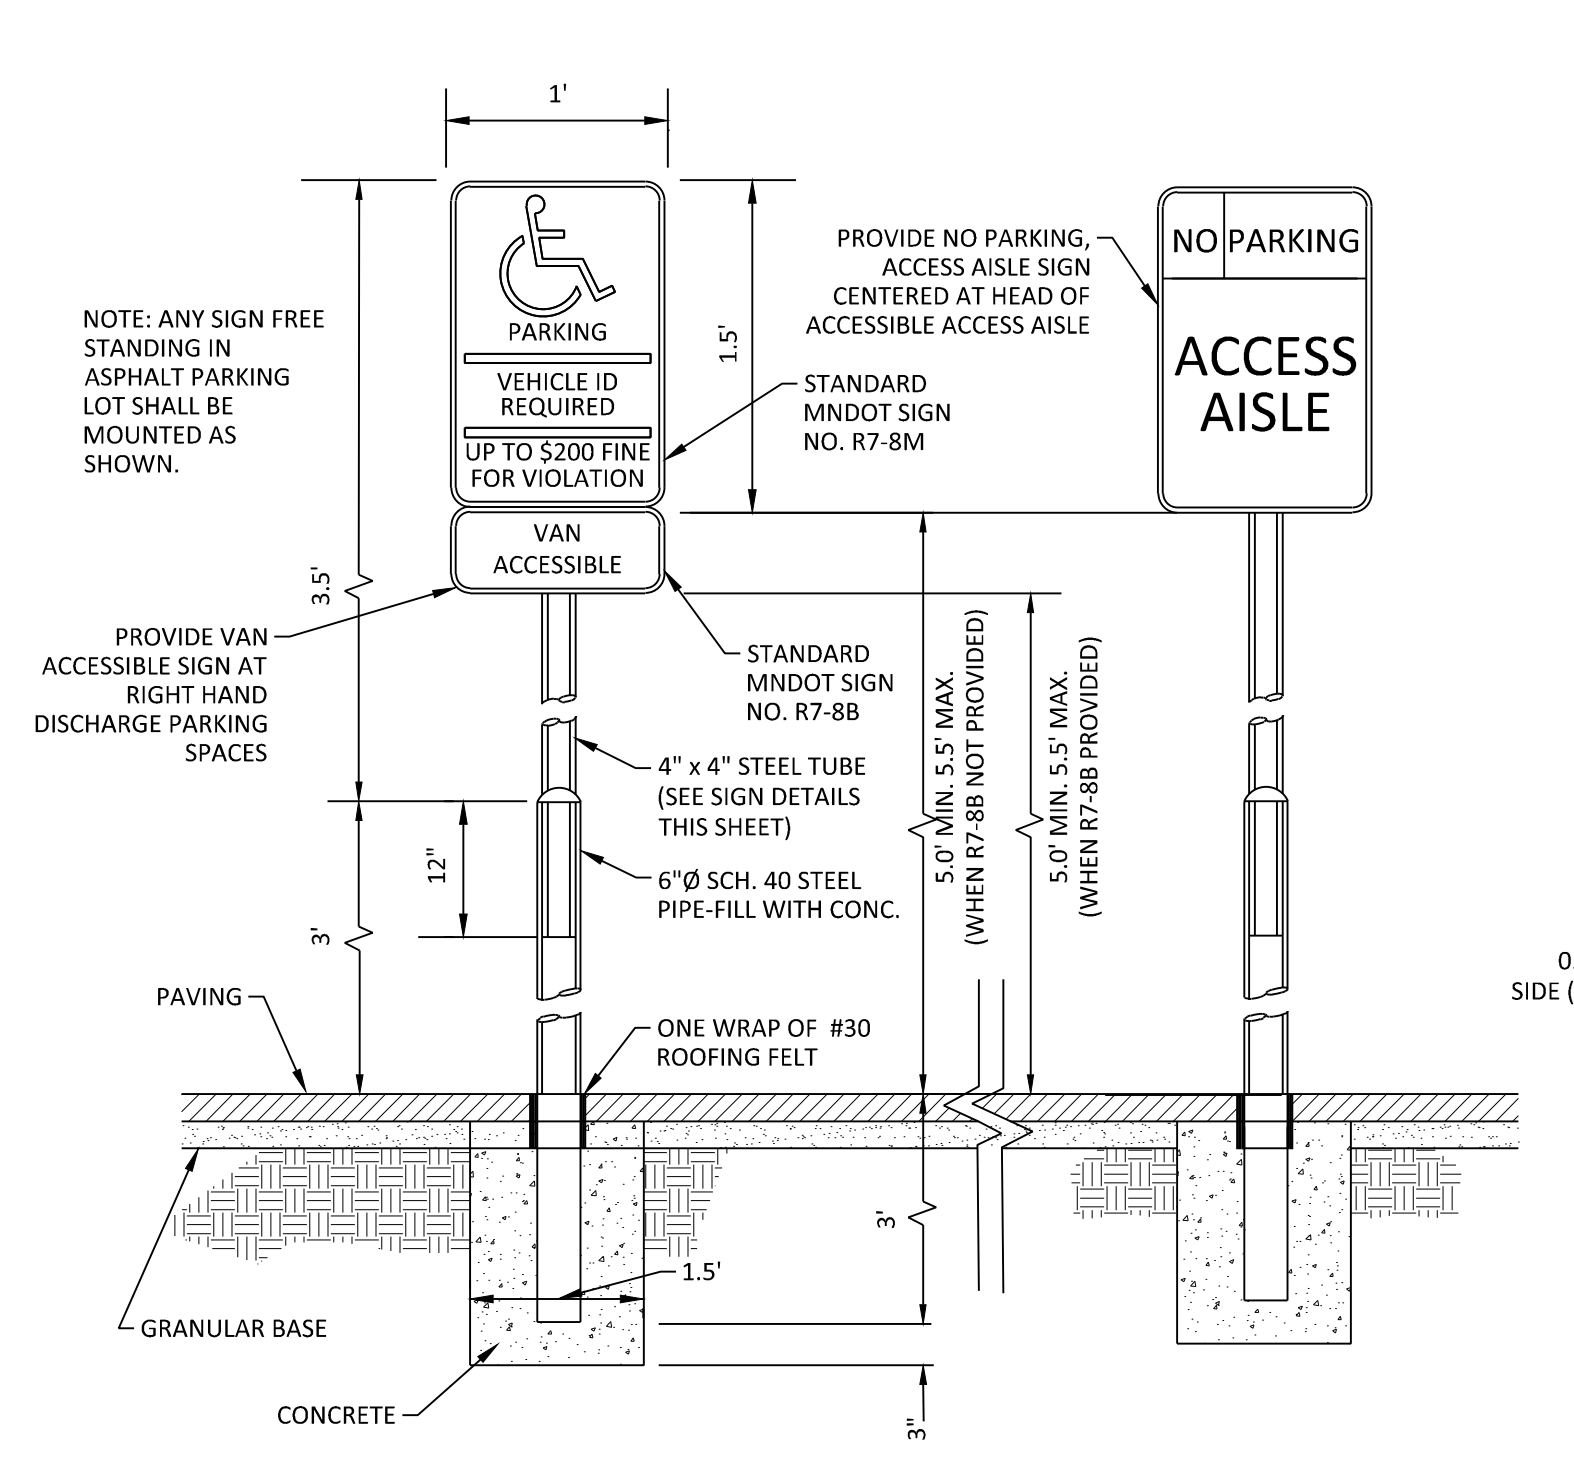 1'
NO PARKING
ACCESS
AISLE
PROVIDE NO PARKING,
ACCESS AISLE SIGN
CENTERED AT HEAD OF
ACCESSIBLE ACCESS AISLE
NOTE: ANY SIGN FREE
STANDING IN
ASPHALT PARKING
LOT SHALL BE
MOUNTED AS
SHOWN.
PARKING
VEHICLE ID
REQUIRED
UP TO $200 FINE
FOR VIOLATION
VAN
ACCESSIBLE
1.5'
STANDARD
MNDOT SIGN
NO. R7-8M
3.5'
PROVIDE VAN
ACCESSIBLE SIGN AT
RIGHT HAND
DISCHARGE PARKING
SPACES
STANDARD
MNDOT SIGN
NO. R7-8B
4" x 4" STEEL TUBE
(SEE SIGN DETAILS
THIS SHEET)
6"Ø SCH. 40 STEEL
PIPE-FILL WITH CONC.
5.0' MIN. 5.5' MAX.
(WHEN R7-8B NOT PROVIDED)
5.0' MIN. 5.5' MAX.
(WHEN R7-8B PROVIDED)
12"
3'
PAVING
ONE WRAP OF #30
ROOFING FELT
0.
SIDE (
3'
1.5'
GRANULAR BASE
CONCRETE
3"